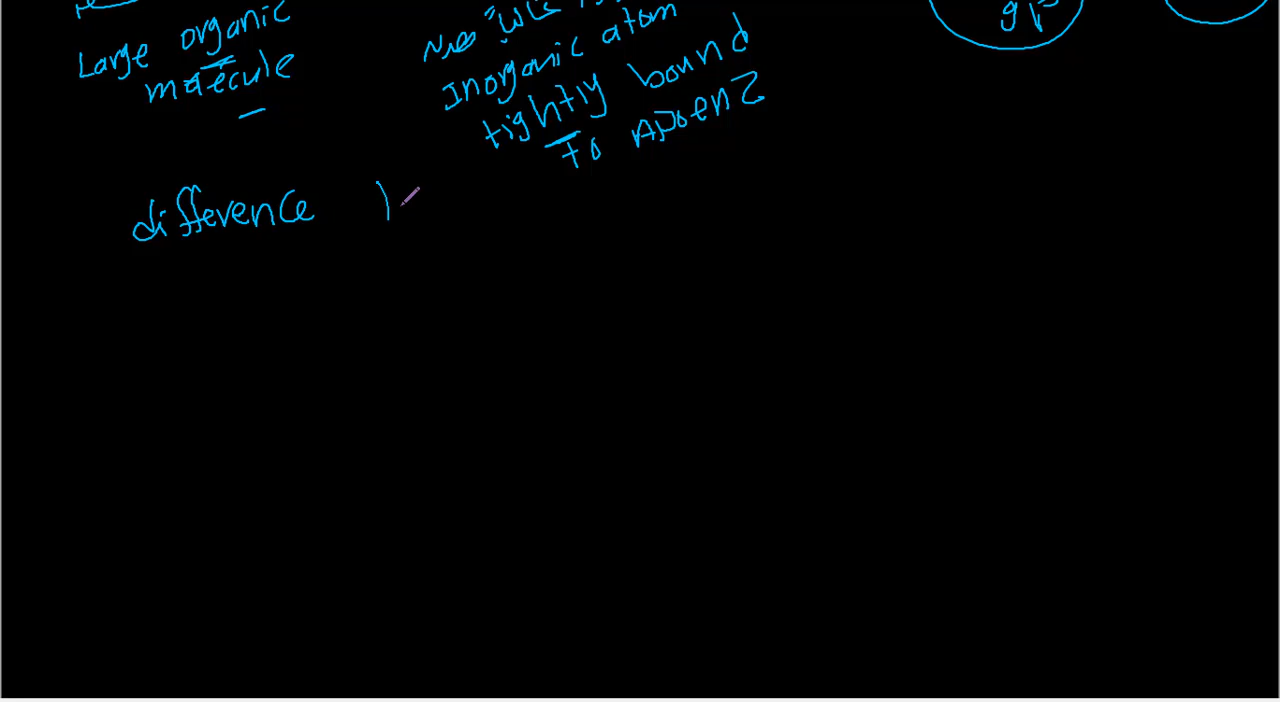 Large organic
molecule
Inorganic atom
tightly bound
to Apoenz
difference